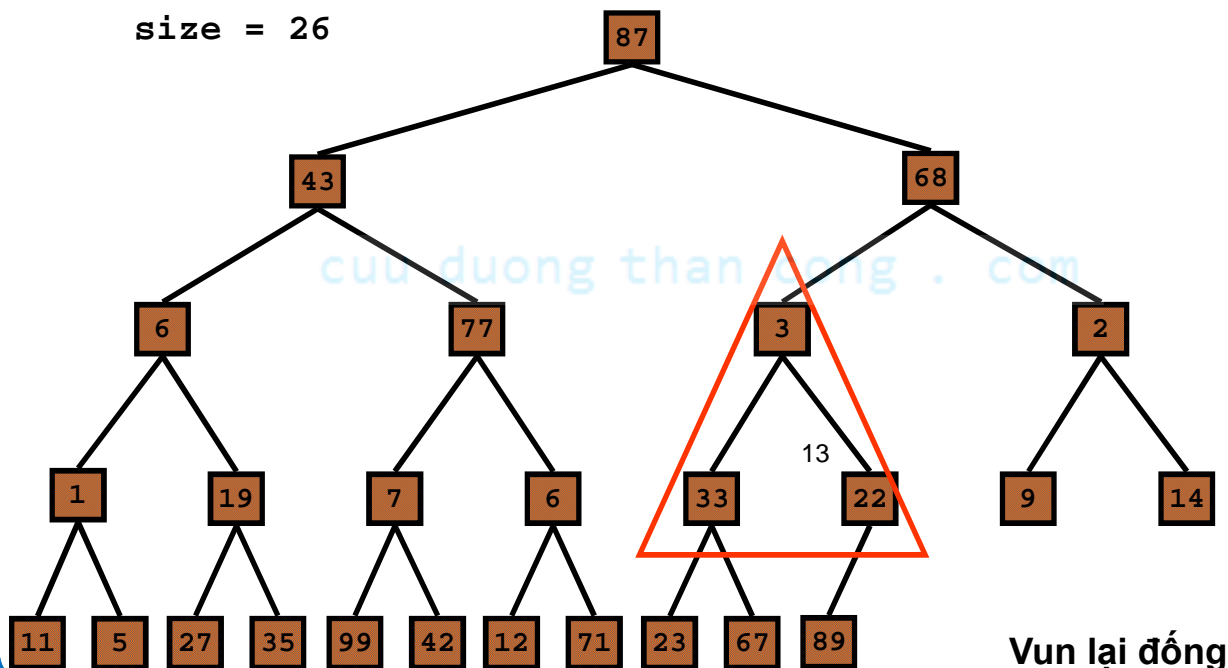 size = 26
87
43 68
cuu duong than cong . com
6 77 3 2
13
1 19 7 6 33 22 9 14
11 5 27 35 99 42 12 71 23 67 89
Vun lại đống